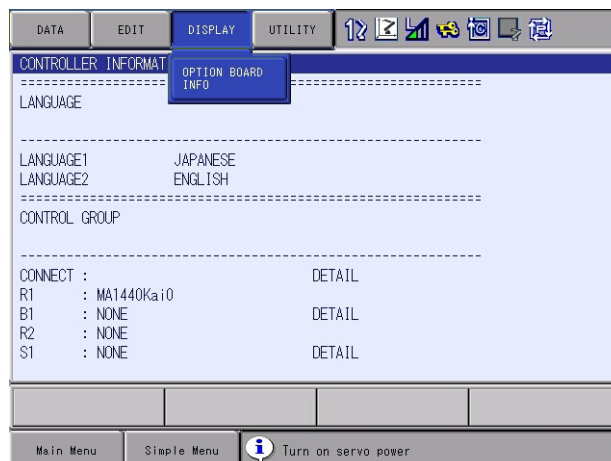 DATA EDIT DISPLAY UTILITY
CONTROLLER INFORMAT
OPTION BOARD
INFO
LANGUAGE
LANGUAGE1 JAPANESE
LANGUAGE2 ENGLISH
CONTROL GROUP
CONNECT : DETAIL
R1 : MA1440Kai0
B1 : NONE DETAIL
R2 : NONE
S1 : NONE DETAIL
Main Menu Simple Menu Turn on servo power